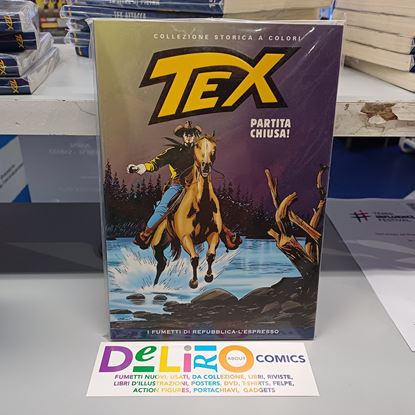 COLLEZIONE STORICA A COLORI
TEX
PARTITA
CHIUSA!
I FUMETTI DI REPUBBLICA-L'ESPRESSO
DeLiRiO ABOUT COMICS
FUMETTI NUOVI, USATI, DA COLLEZIONE, LIBRI, RIVISTE,
LIBRI D'ILLUSTRAZIONI, POSTERS, DVD, T-SHIRTS, FELPE,
ACTION FIGURES, PORTACHIAVI, GADGETS